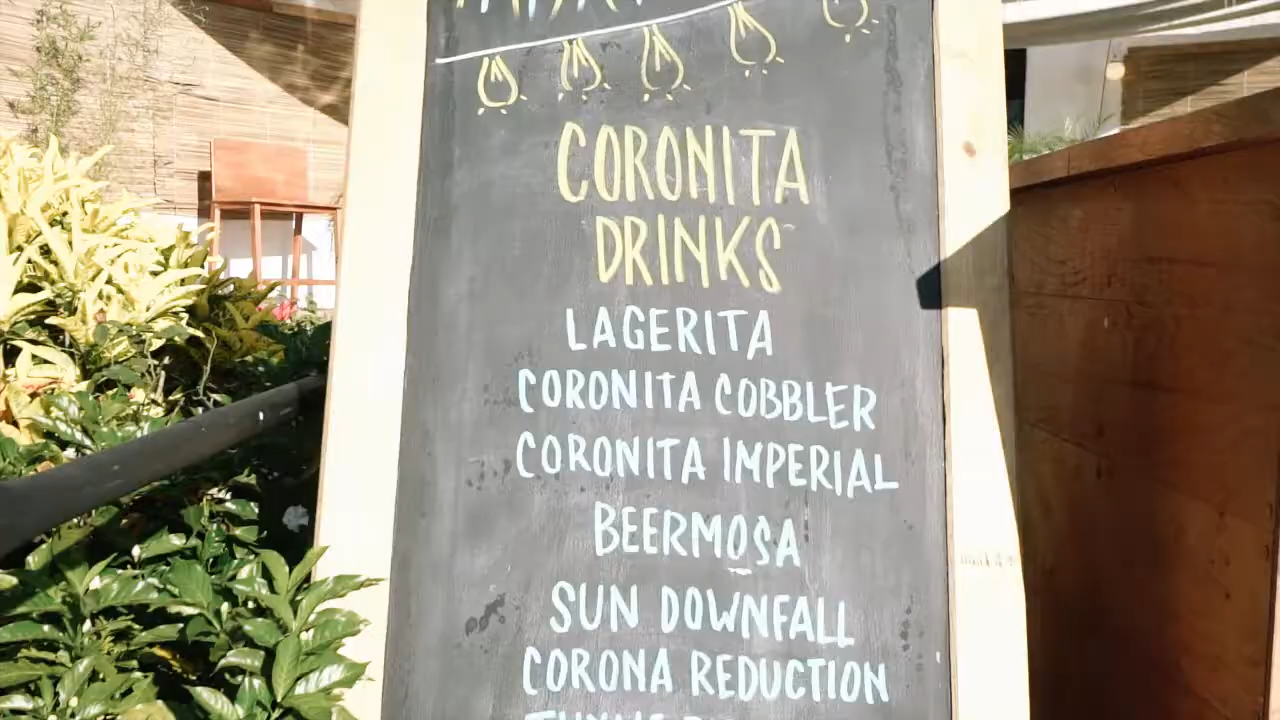 CORONITA
DRINKS
LAGERITA
CORONITA COBBLER
CORONITA IMPERIAL
BEERMOSA
SUN DOWNFALL
CORONA REDUCTION